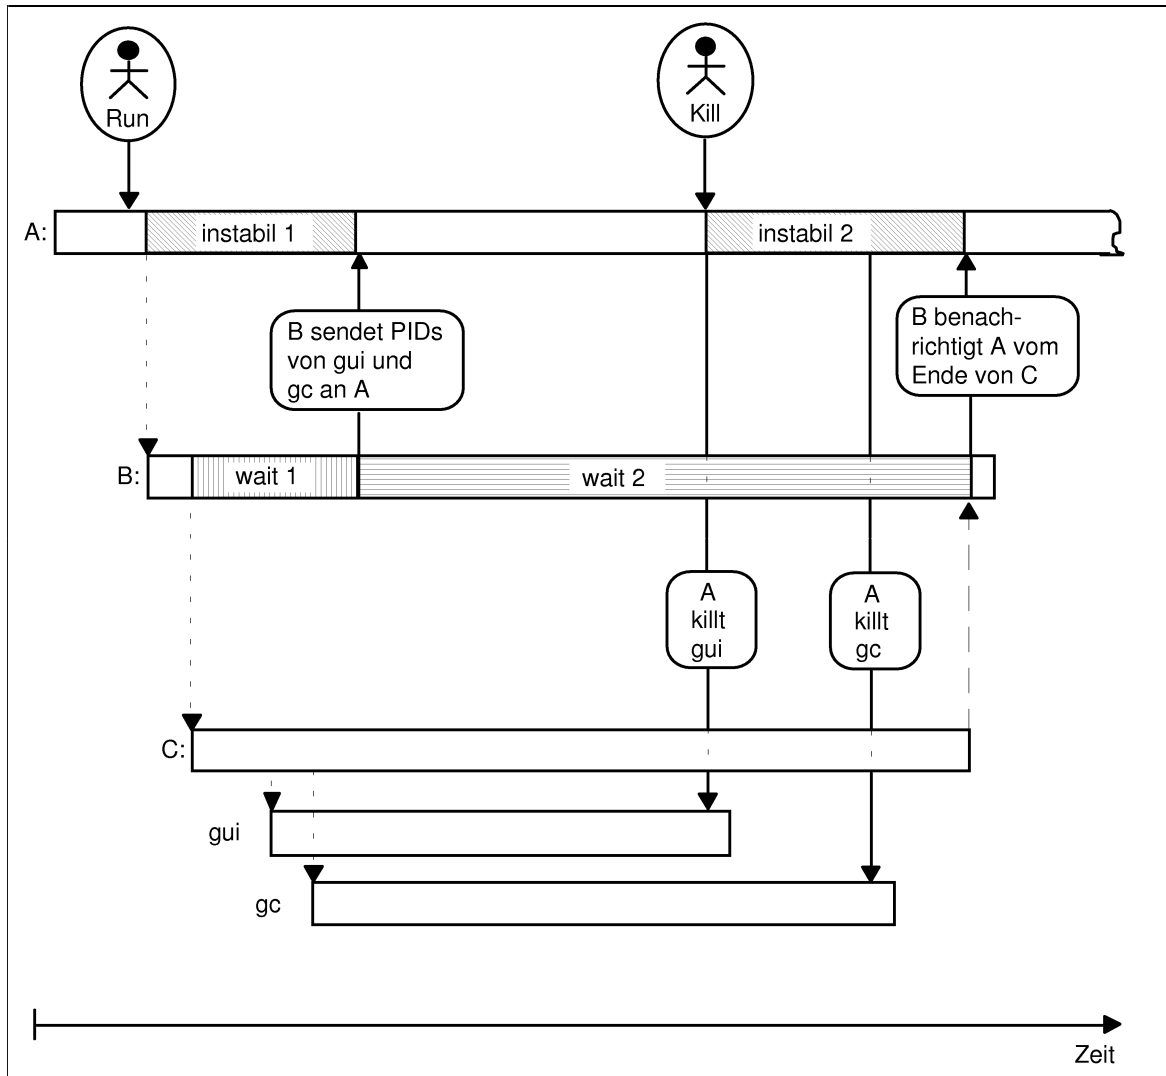 Run
Kill
A:
instabil 1
instabil 2
B sendet PIDs
von gui und
gc an A
B benach-
richtigt A vom
Ende von C
B:
wait 1
wait 2
A
killt
gui
A
killt
gc
C:
gui
gc
Zeit